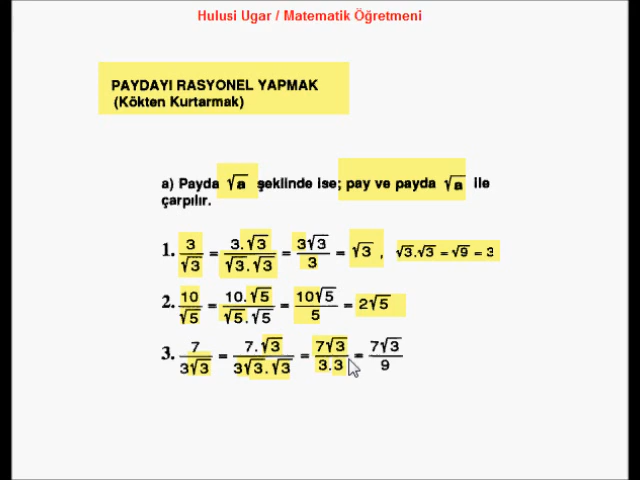 Hulusi Ugar / Matematik Öğretmeni
PAYDAYI RASYONEL YAPMAK
(Kökten Kurtarmak)
a) Payda √a şeklinde ise; pay ve payda √a ile
çarpılır.
1. 3/√3 = 3.√3/√3.√3 = 3√3/3 = √3 , √3.√3 = √9 = 3
2. 10/√5 = 10.√5/√5.√5 = 10√5/5 = 2√5
3. 7/3√3 = 7.√3/3√3.√3 = 7√3/3.3 = 7√3/9